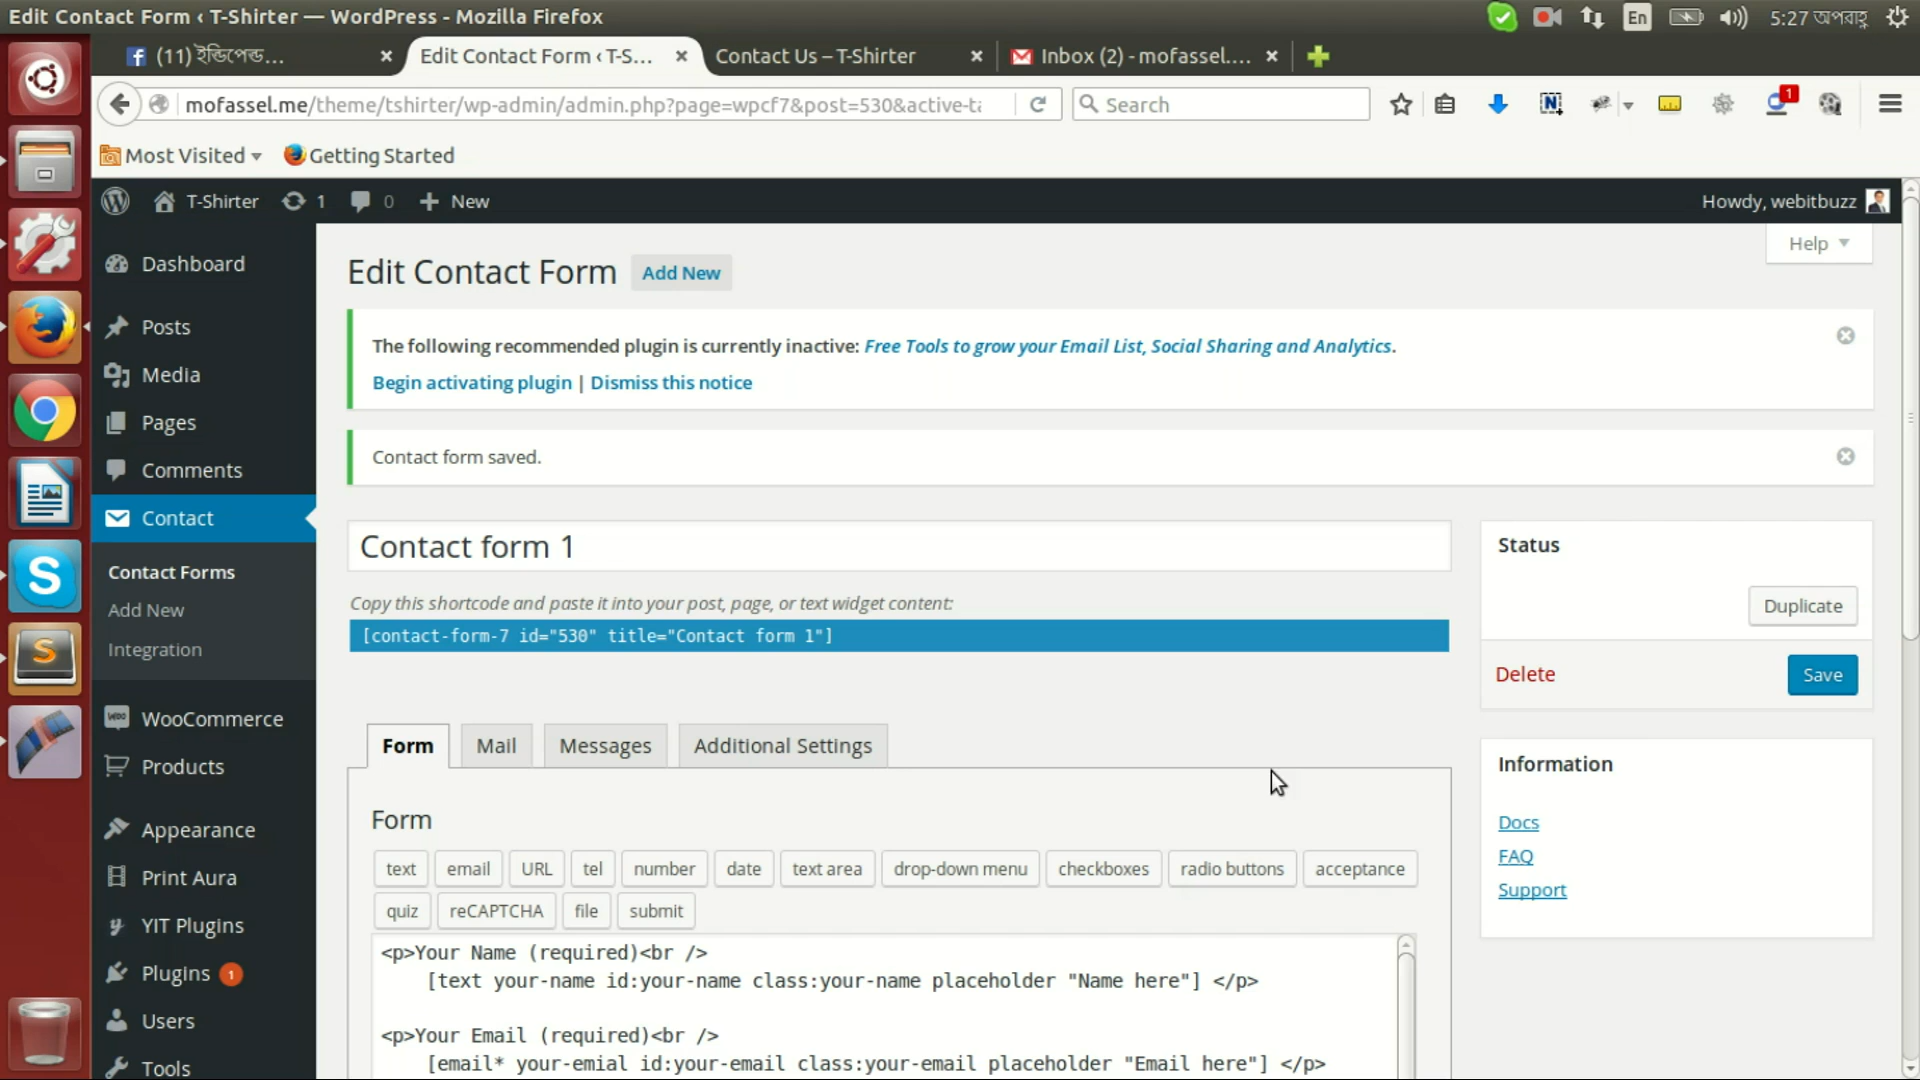 Edit Contact Form ‹ T-Shirter — WordPress - Mozilla Firefox
En
5:27 অপরাহ্ণ
(11) ইন্ডিপেন্ড...
Edit Contact Form ‹ T-S...
Contact Us – T-Shirter
Inbox (2) - mofassel....
mofassel.me/theme/tshirter/wp-admin/admin.php?page=wpcf7&post=530&active-ta
Search
1
Most Visited
Getting Started
T-Shirter
1
0
New
Howdy, webitbuzz
Help
Dashboard
Posts
Media
Pages
Comments
Contact
Contact Forms
Add New
Integration
WooCommerce
Products
Appearance
Print Aura
YIT Plugins
Plugins 1
Users
Tools
Edit Contact Form
Add New
The following recommended plugin is currently inactive: Free Tools to grow your Email List, Social Sharing and Analytics.
Begin activating plugin | Dismiss this notice
Contact form saved.
Contact form 1
Copy this shortcode and paste it into your post, page, or text widget content:
[contact-form-7 id="530" title="Contact form 1"]
Form
Mail
Messages
Additional Settings
Form
text
email
URL
tel
number
date
text area
drop-down menu
checkboxes
radio buttons
acceptance
quiz
reCAPTCHA
file
submit
<p>Your Name (required)<br />
[text your-name id:your-name class:your-name placeholder "Name here"] </p>
<p>Your Email (required)<br />
[email* your-emial id:your-email class:your-email placeholder "Email here"] </p>
Status
Duplicate
Delete
Save
Information
Docs
FAQ
Support